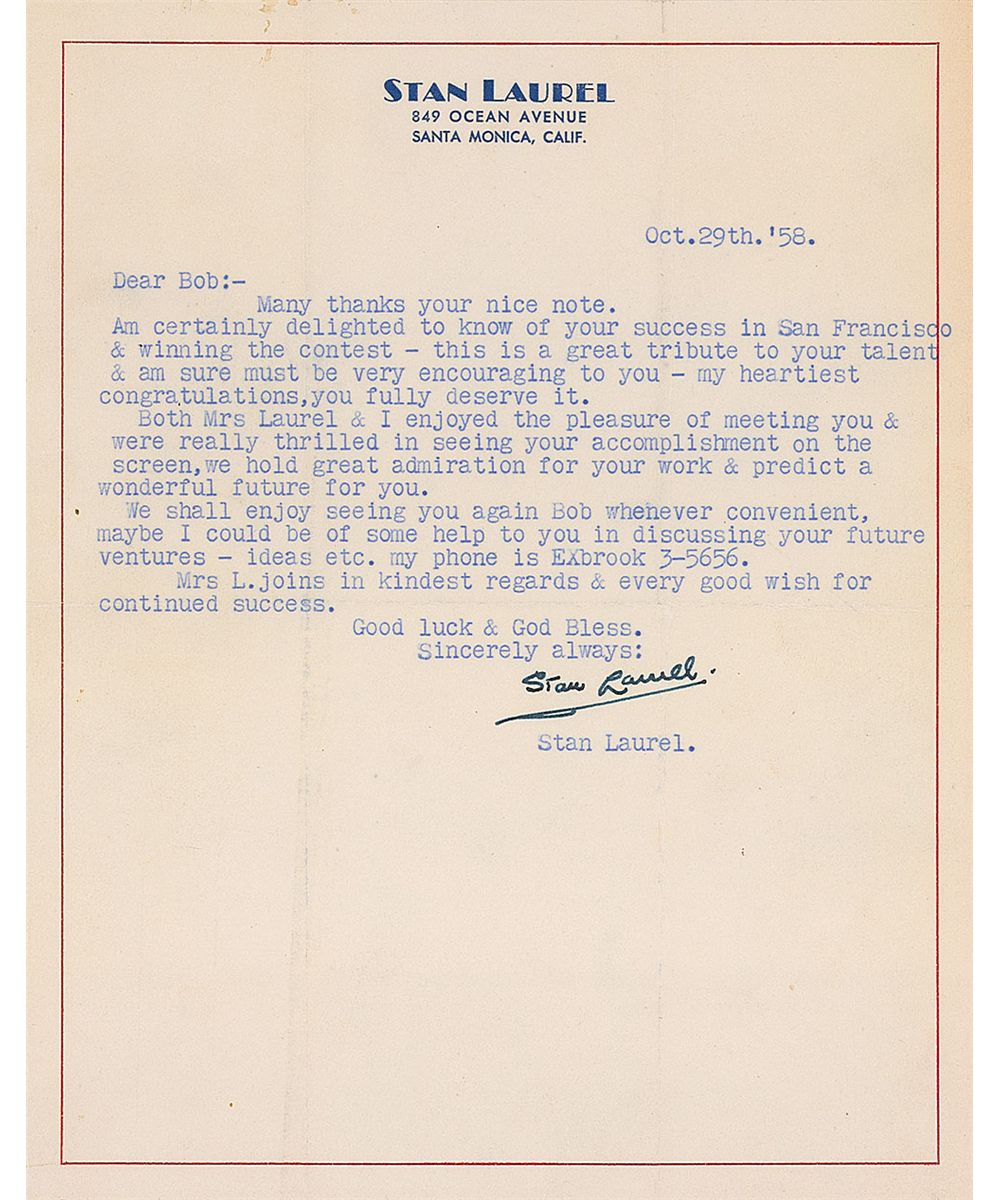 STAN LAUREL
849 OCEAN AVENUE
SANTA MONICA, CALIF.
Oct.29th.'58.
Dear Bob:-
Many thanks your nice note.
Am certainly delighted to know of your success in San Francisco
& winning the contest - this is a great tribute to your talent
& am sure must be very encouraging to you - my heartiest
congratulations,you fully deserve it.
Both Mrs Laurel & I enjoyed the pleasure of meeting you &
were really thrilled in seeing your accomplishment on the
screen,we hold great admiration for your work & predict a
wonderful future for you.
We shall enjoy seeing you again Bob whenever convenient,
maybe I could be of some help to you in discussing your future
ventures - ideas etc. my phone is EXbrook 3-5656.
Mrs L.joins in kindest regards & every good wish for
continued success.
Good luck & God Bless.
Sincerely always:
Stan Laurel.
Stan Laurel.